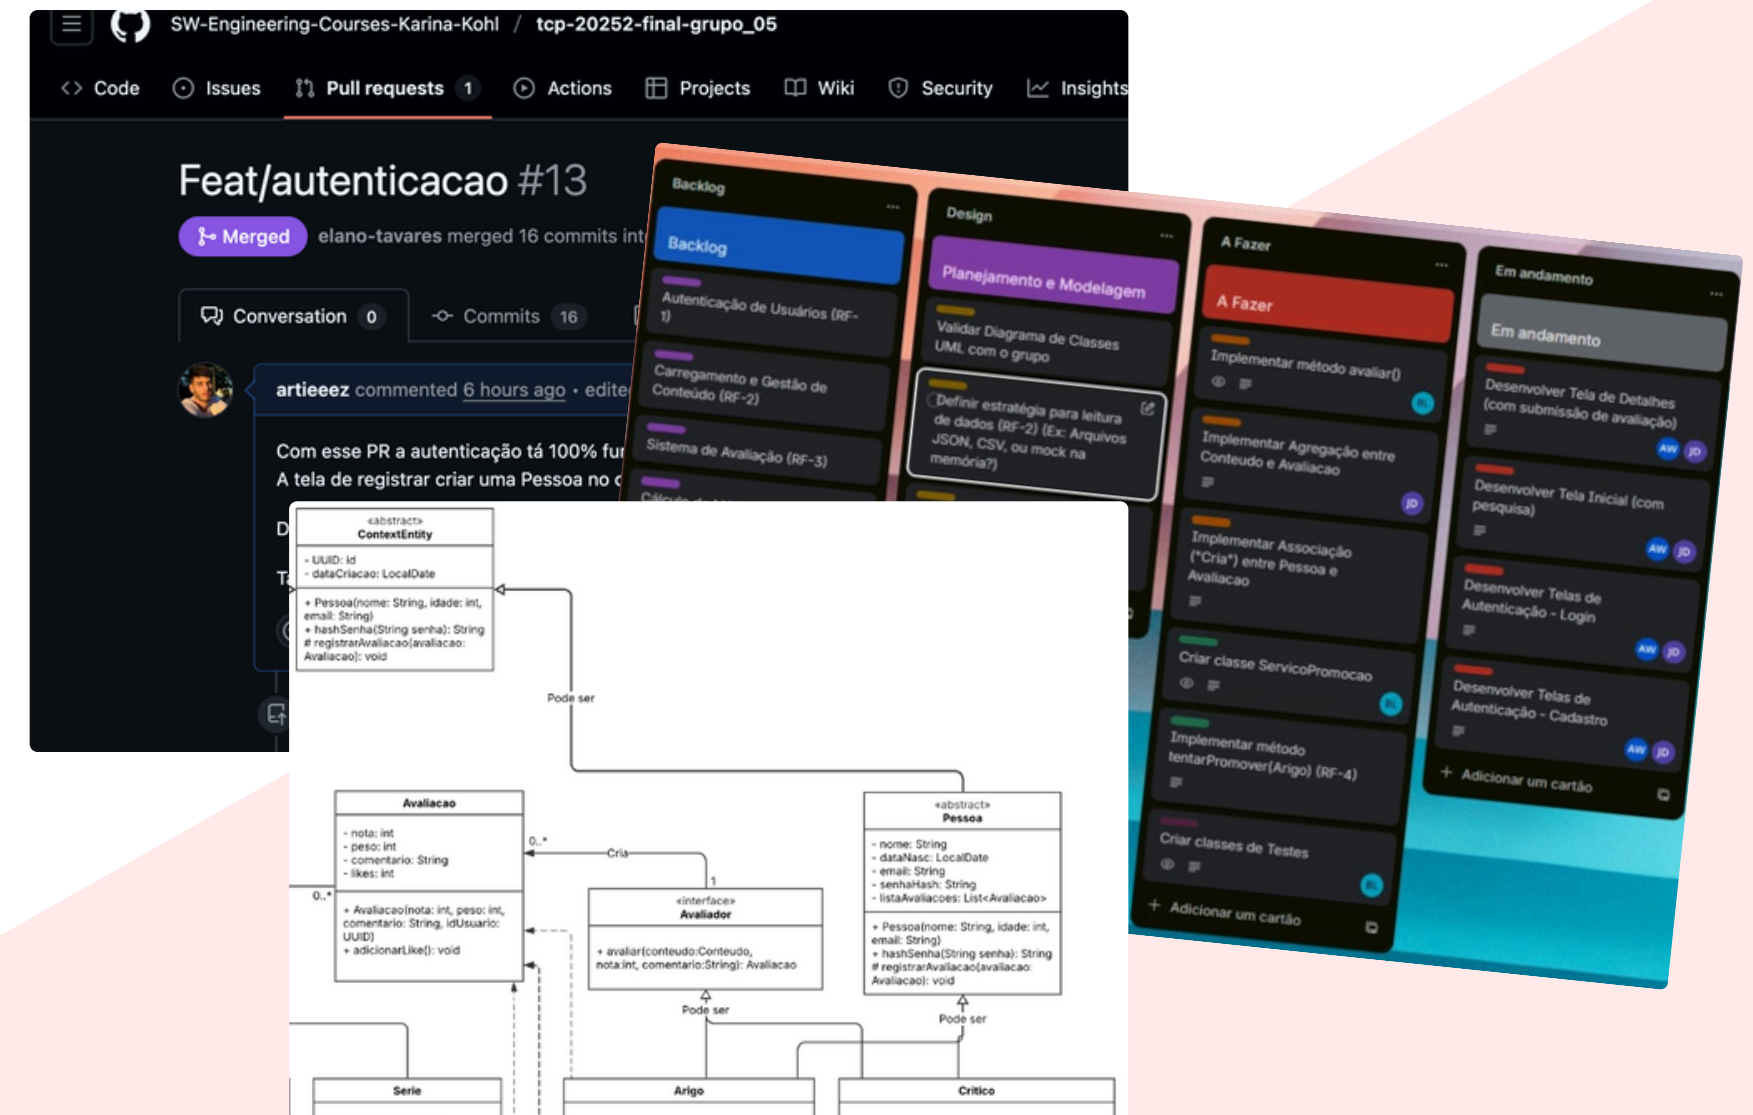 SW-Engineering-Courses-Karina-Kohl / tcp-20252-final-grupo_05
Code
Issues
Pull requests 1
Actions
Projects
Wiki
Security
Insights
Feat/autenticacao #13
Merged
elano-tavares merged 16 commits int
Conversation 0
Commits 16
artieeez commented 6 hours ago • edite
Com esse PR a autenticação tá 100% fu
A tela de registrar criar uma Pessoa no
D
Backlog
Backlog
Autenticação de Usuários (RF-
1)
Carregamento e Gestão de
Conteúdo (RF-2)
Sistema de Avaliação (RF-3)
Design
Planejamento e Modelagem
Validar Diagrama de Classes
UML com o grupo
Definir estratégia para leitura
de dados (RF-2) (Ex: Arquivos
JSON, CSV, ou mock na
memória?)
A Fazer
A Fazer
Implementar método avaliar()
BL
Implementar Agregação entre
Conteudo e Avaliacao
JD
Implementar Associação
("Cria") entre Pessoa e
Avaliacao
Criar classe ServicoPromocao
BL
Implementar método
tentarPromover(Arigo) (RF-4)
Criar classes de Testes
BL
+ Adicionar um cartão
Em andamento
Em andamento
Desenvolver Tela de Detalhes
(com submissão de avaliação)
AW JD
Desenvolver Tela Inicial (com
pesquisa)
AW JD
Desenvolver Telas de
Autenticação - Login
AW JD
Desenvolver Telas de
Autenticação - Cadastro
AW JD
+ Adicionar um cartão
«abstract»
ContextEntity
- UUID: id
- dataCriacao: LocalDate
+ Pessoa(nome: String, idade: int,
email: String)
+ hashSenha(String senha): String
# registrarAvaliacao(avaliacao:
Avaliacao): void
Pode ser
Avaliacao
- nota: int
- peso: int
- comentario: String
- likes: int
+ Avaliacao(nota: int, peso: int,
comentario: String, idUsuario:
UUID)
+ adicionarLike(): void
0..*
0..*
Cria
1
«interface»
Avaliador
+ avaliar(conteudo:Conteudo,
nota:int, comentario:String): Avaliacao
Pode ser
«abstract»
Pessoa
- nome: String
- dataNasc: LocalDate
- email: String
- senhaHash: String
- listaAvaliacoes: List<Avaliacao>
+ Pessoa(nome: String, idade: int,
email: String)
+ hashSenha(String senha): String
# registrarAvaliacao(avaliacao:
Avaliacao): void
Pode ser
Serie
Arigo
Critico